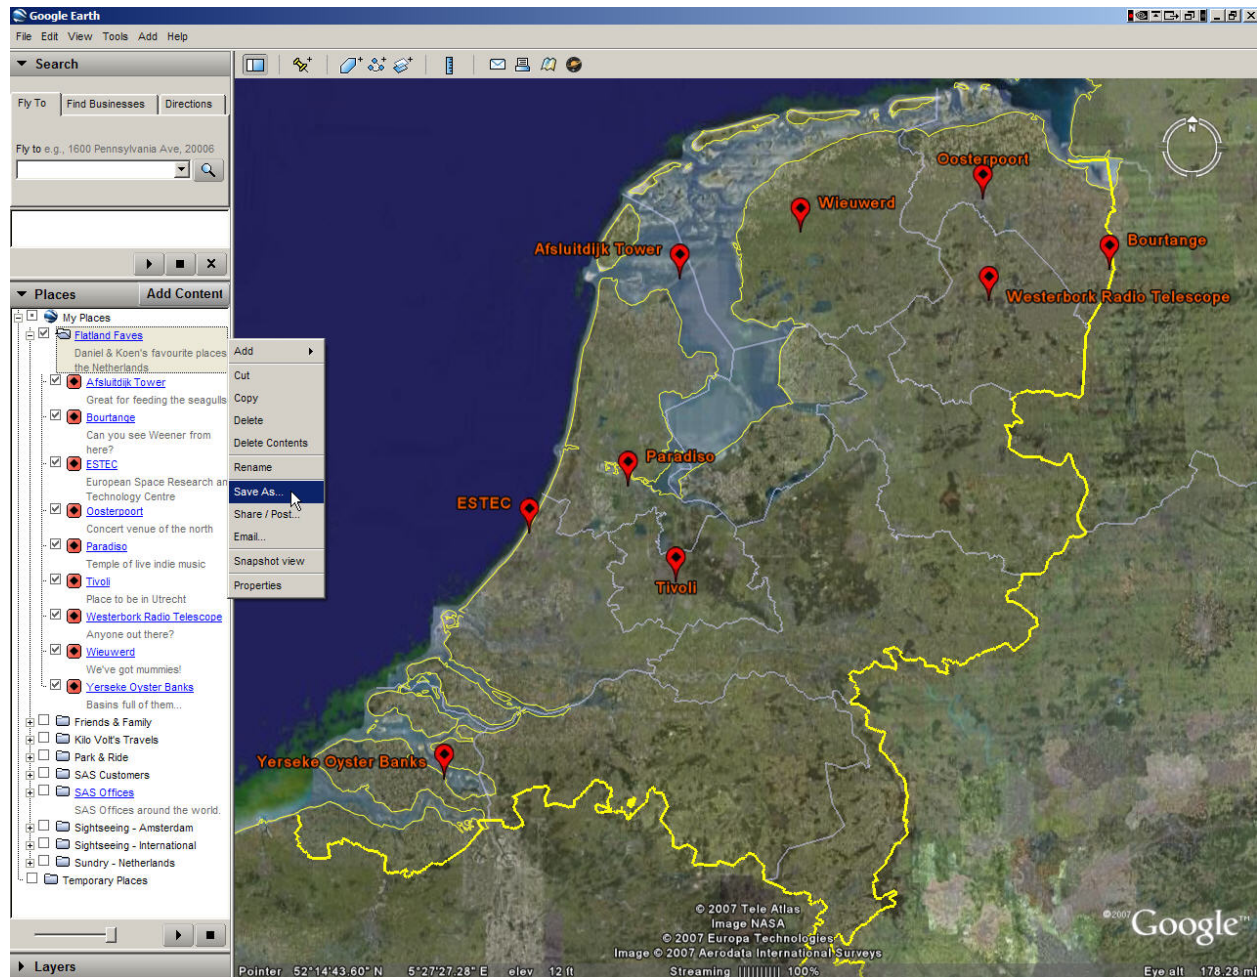 Google Earth
File Edit View Tools Add Help
Search
Fly To Find Businesses Directions
Fly to e.g., 1600 Pennsylvania Ave, 20006
Places Add Content
My Places
Flatland Faves
Daniel & Koen's favourite places
the Netherlands
Afsluitdijk Tower
Great for feeding the seagulls
Bourtange
Can you see Weener from
here?
ESTEC
European Space Research an
Technology Centre
Oosterpoort
Concert venue of the north
Paradiso
Temple of live indie music
Tivoli
Place to be in Utrecht
Westerbork Radio Telescope
Anyone out there?
Wieuwerd
We've got mummies!
Yerseke Oyster Banks
Basins full of them...
Friends & Family
Kilo Volt's Travels
Park & Ride
SAS Customers
SAS Offices
SAS Offices around the world.
Sightseeing - Amsterdam
Sightseeing - International
Sundry - Netherlands
Temporary Places
Layers
Add
Cut
Copy
Delete
Delete Contents
Rename
Save As...
Share / Post...
Email...
Snapshot view
Properties
N
Oosterpoort
Wieuwerd
Afsluitdijk Tower
Bourtange
Westerbork Radio Telescope
Paradiso
ESTEC
Tivoli
Yerseke Oyster Banks
© 2007 Tele Atlas
Image NASA
© 2007 Europa Technologies
Image © 2007 Aerodata International Surveys
©2007 Google™
Pointer 52°14'43.60" N 5°27'27.28" E elev 12 ft Streaming |||||||||| 100% Eye alt 178.28 mi